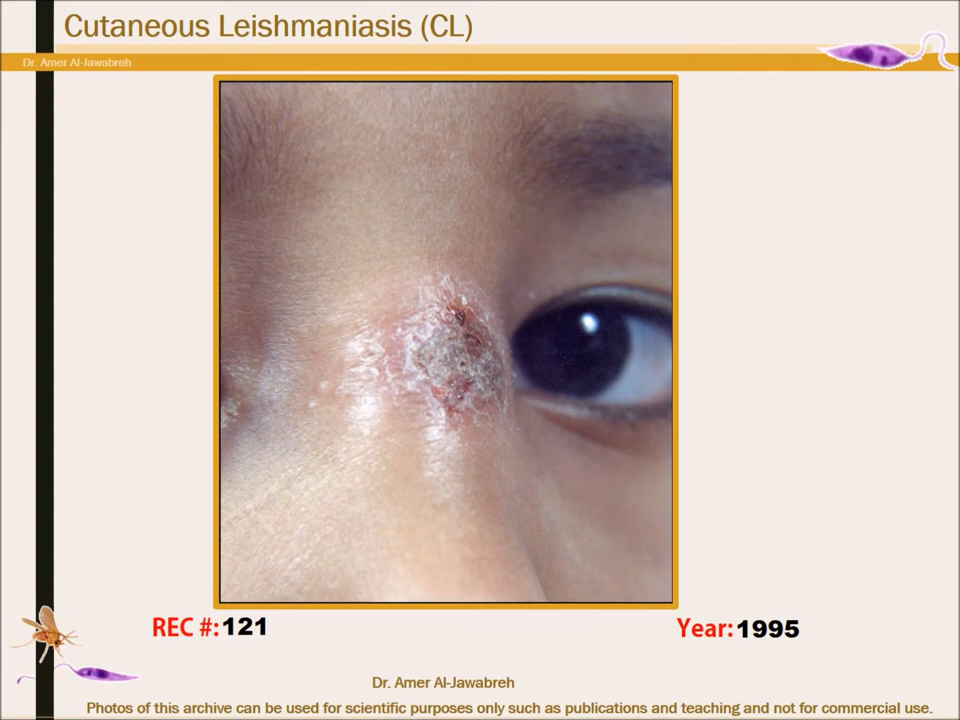 Cutaneous Leishmaniasis (CL)
Dr. Amer Al-Jawabreh
REC #:121
Year:1995
Dr. Amer Al-Jawabreh
Photos of this archive can be used for scientific purposes only such as publications and teaching and not for commercial use.